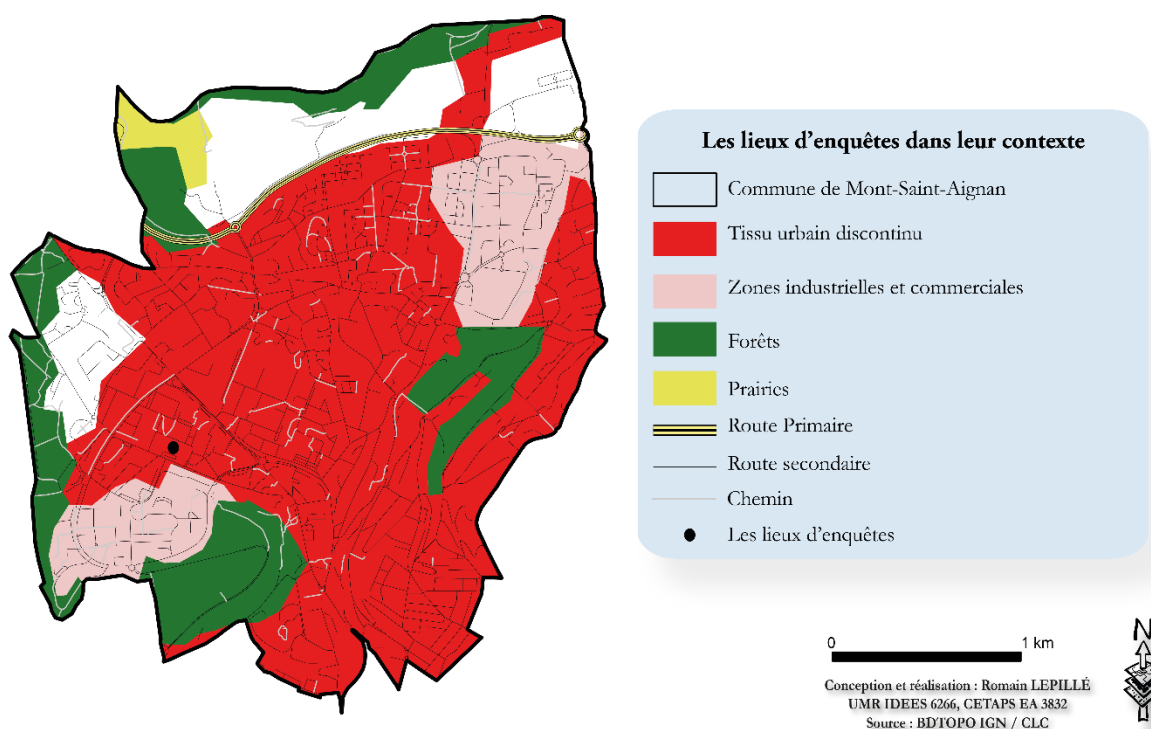 Les lieux d'enquêtes dans leur contexte
Commune de Mont-Saint-Aignan
Tissu urbain discontinu
Zones industrielles et commerciales
Forêts
Prairies
Route Primaire
Route secondaire
Chemin
Les lieux d'enquêtes
0 1 km
N
Conception et réalisation : Romain LEPILLÉ
UMR IDEES 6266, CETAPS EA 3832
Source : BDTOPO IGN / CLC